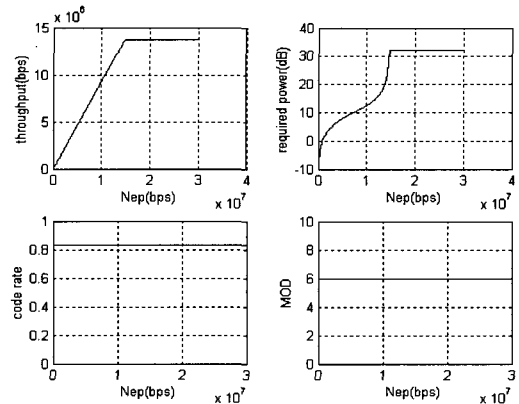 x 10^6
15
10
5
0
throughput(bps)
0 1 2 3 4
Nep(bps)
x 10^7
40
30
20
10
0
-10
required power(dB)
0 1 2 3 4
Nep(bps)
x 10^7
1
0.8
0.6
0.4
0.2
0
code rate
0 1 2 3
Nep(bps)
x 10^7
10
8
6
4
2
0
MOD
0 1 2 3
Nep(bps)
x 10^7